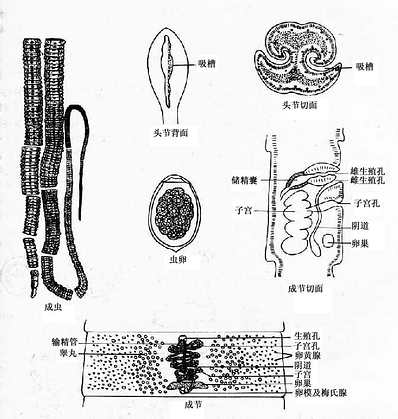 吸槽
头节背面
吸槽
头节切面
虫卵
成虫
储精囊
子宫
雄生殖孔
雌生殖孔
子宫孔
阴道
卵巢
成节切面
输精管
睾丸
生殖孔
子宫孔
卵黄腺
阴道
子宫
卵巢
卵模及梅氏腺
成节